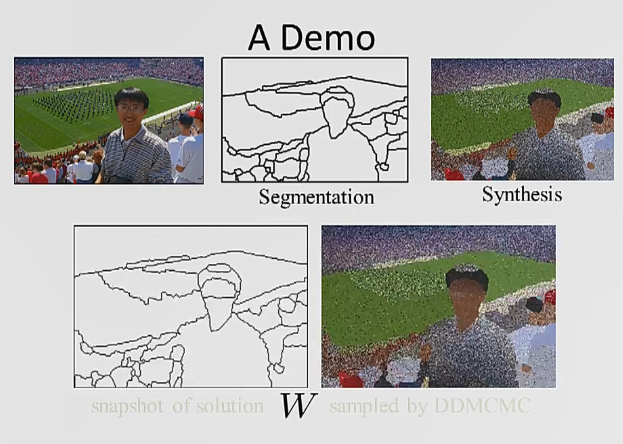 A Demo
Segmentation
Synthesis
snapshot of solution W sampled by DDMCMC